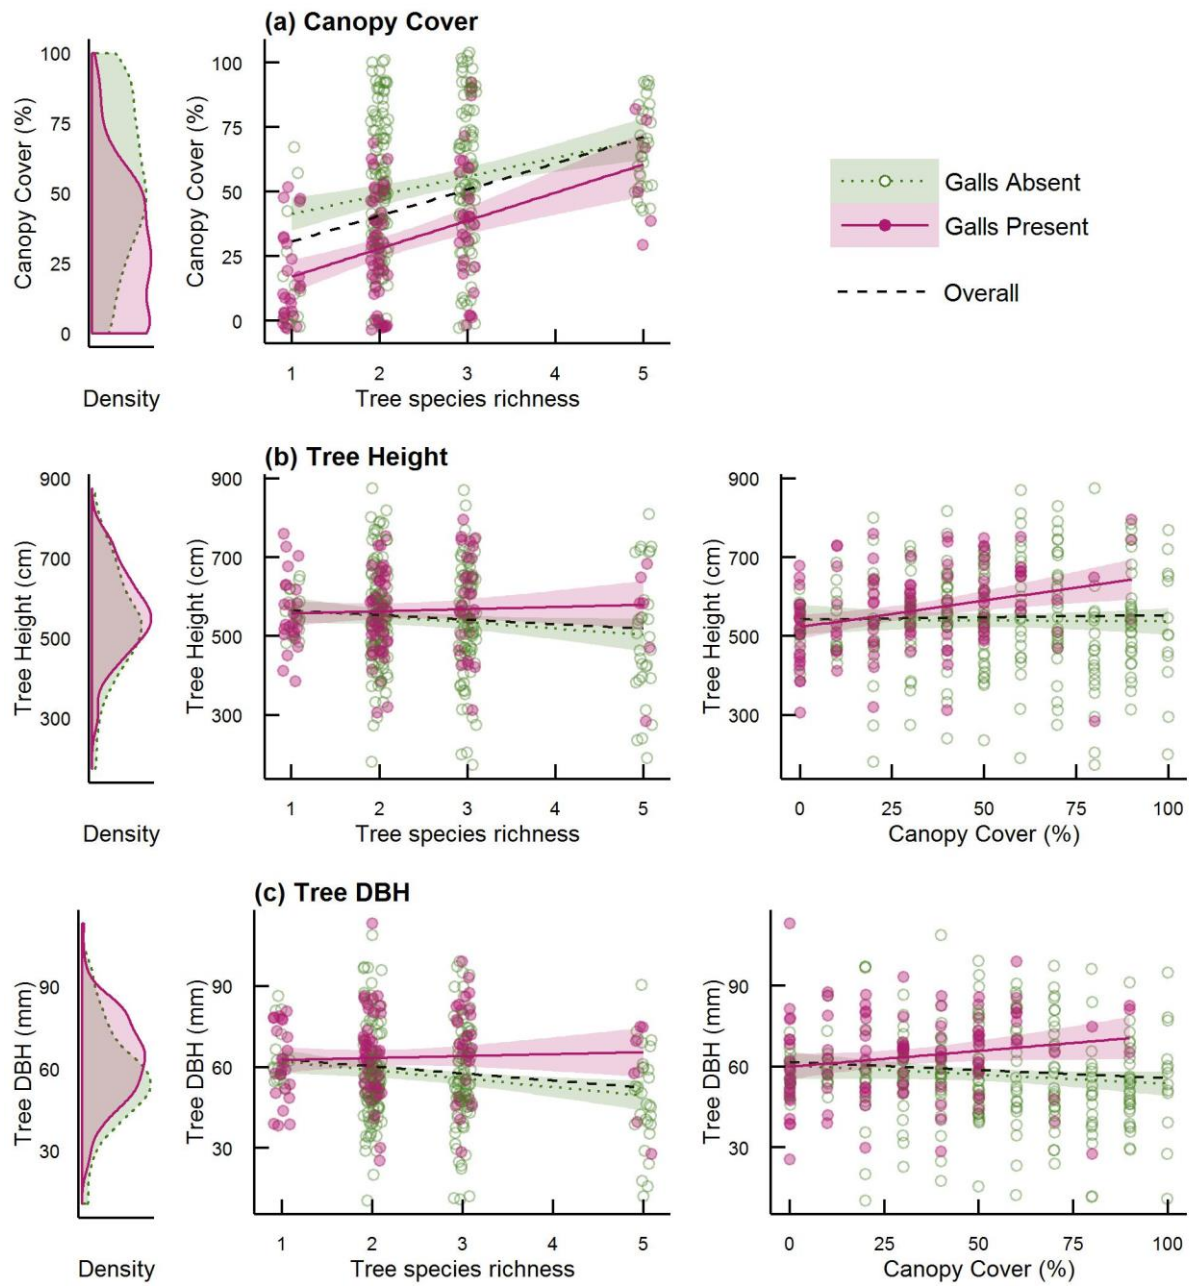 (a) Canopy Cover
Canopy Cover (%)
100
75
50
25
0
Density
Canopy Cover (%)
100
75
50
25
0
1 2 3 4 5
Tree species richness
Galls Absent
Galls Present
Overall
(b) Tree Height
Tree Height (cm)
900
700
500
300
Density
Tree Height (cm)
900
700
500
300
1 2 3 4 5
Tree species richness
Tree Height (cm)
900
700
500
300
0 25 50 75 100
Canopy Cover (%)
(c) Tree DBH
Tree DBH (mm)
90
60
30
Density
Tree DBH (mm)
90
60
30
1 2 3 4 5
Tree species richness
Tree DBH (mm)
90
60
30
0 25 50 75 100
Canopy Cover (%)